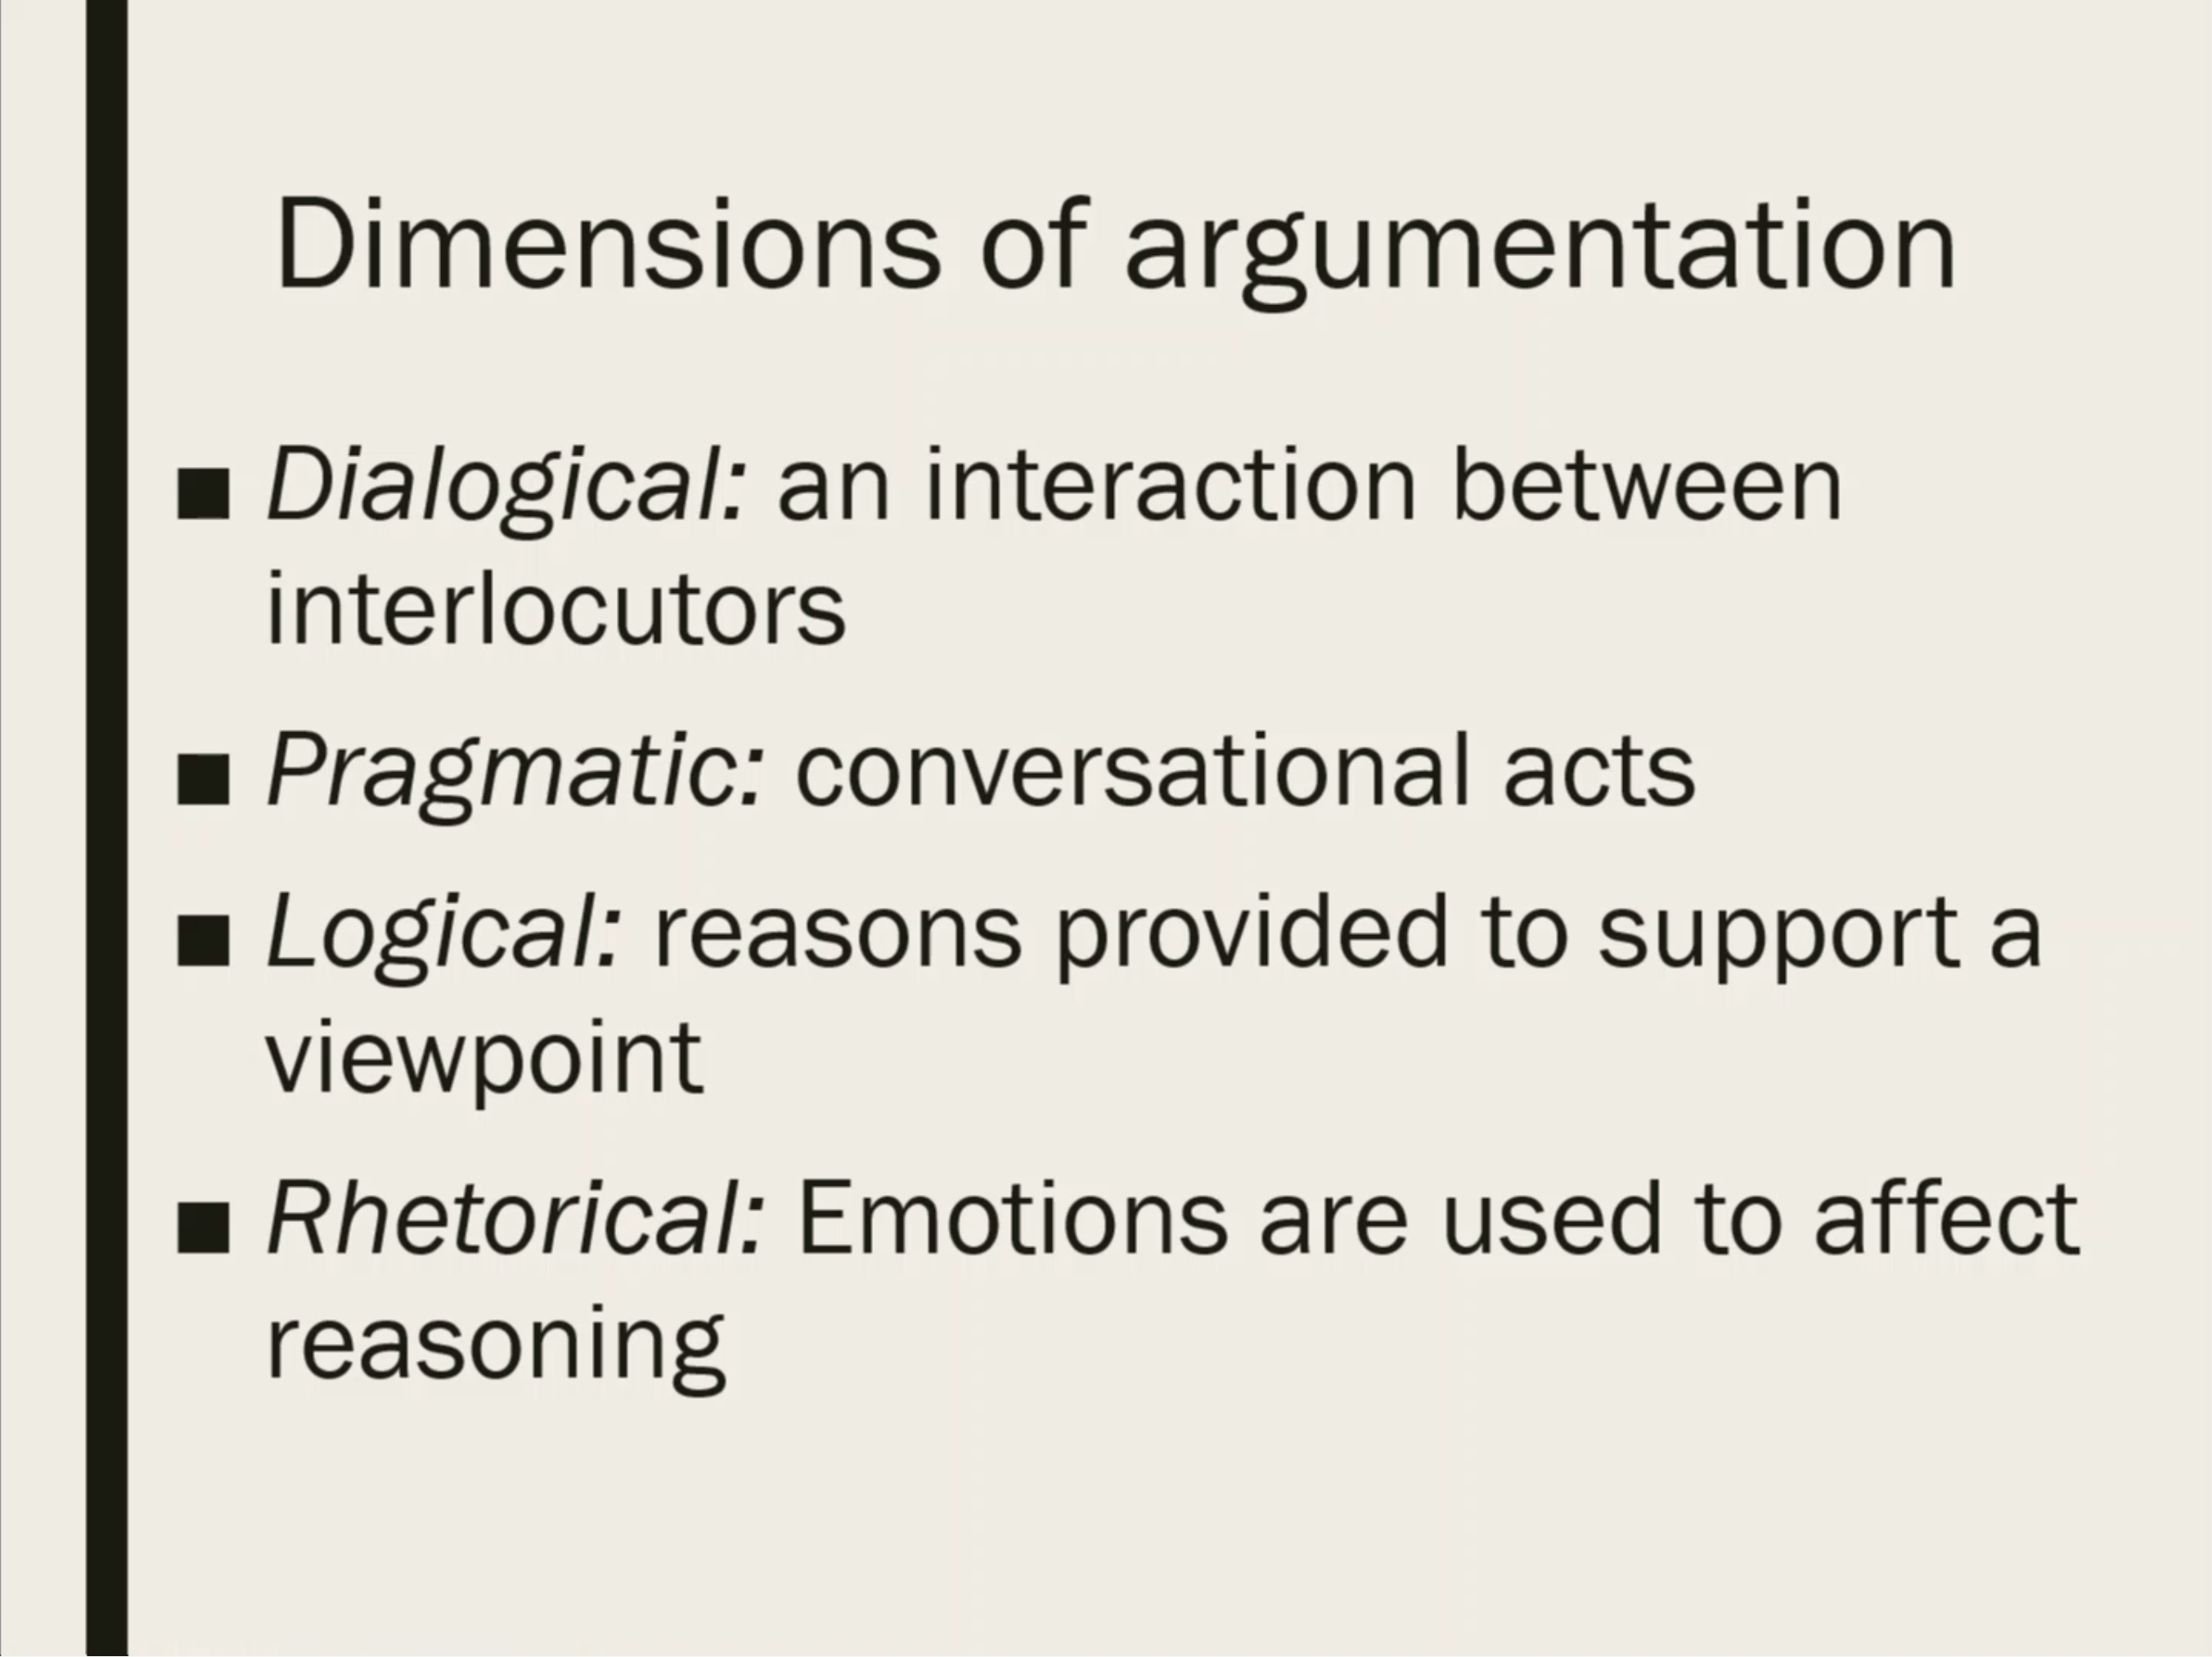 Dimensions of argumentation
■ Dialogical: an interaction between
interlocutors
■ Pragmatic: conversational acts
■ Logical: reasons provided to support a
viewpoint
■ Rhetorical: Emotions are used to affect
reasoning